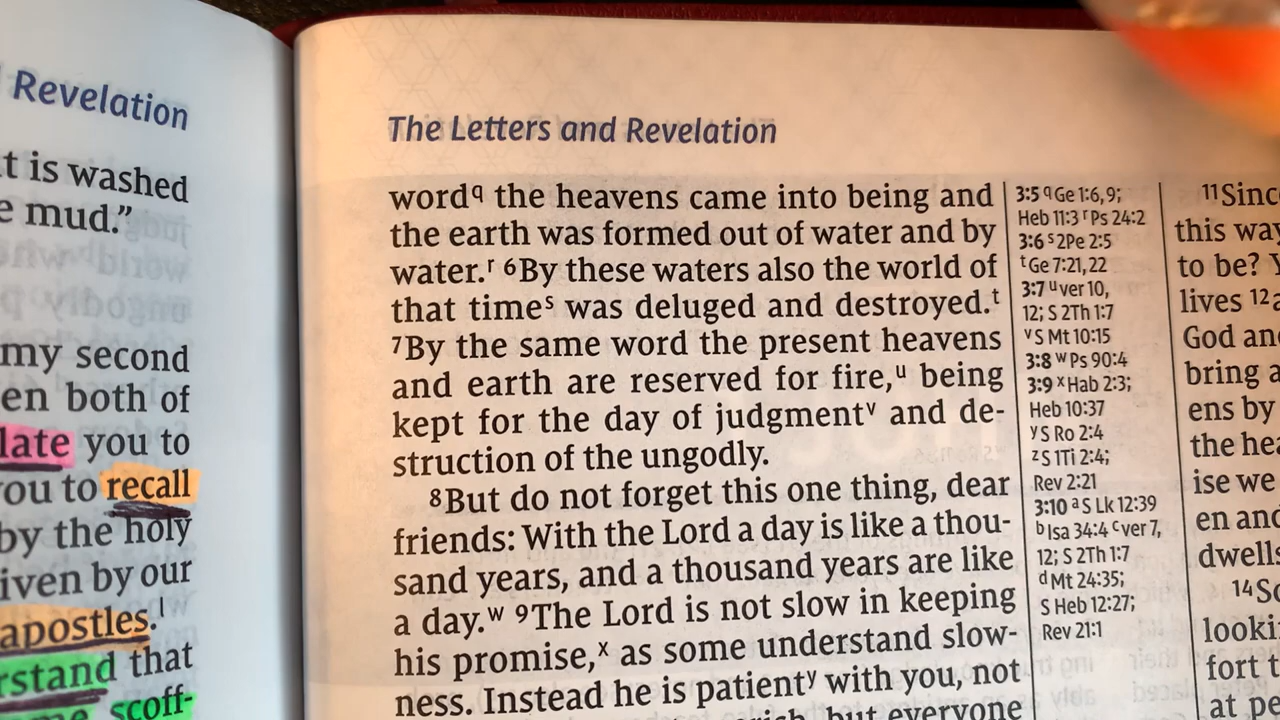 Revelation
t is washed
mud.”
my second
both of
you to
to recall
by the holy
by our
apostles.l
that
scoff-
The Letters and Revelation
wordq the heavens came into being and
the earth was formed out of water and by
water.r 6By these waters also the world of
that times was deluged and destroyed.t
7By the same word the present heavens
and earth are reserved for fire,u being
kept for the day of judgmentv and de-
struction of the ungodly.
8But do not forget this one thing, dear
friends: With the Lord a day is like a thou-
sand years, and a thousand years are like
a day.w 9The Lord is not slow in keeping
his promise,x as some understand slow-
ness. Instead he is patienty with you, not
but everyone
3:5 q Ge 1:6,9;
Heb 11:3 r Ps 24:2
3:6 s 2Pe 2:5
t Ge 7:21,22
3:7 u ver 10,
12; S 2Th 1:7
v S Mt 10:15
3:8 w Ps 90:4
3:9 x Hab 2:3;
Heb 10:37
y S Ro 2:4
z S 1Ti 2:4;
Rev 2:21
3:10 a S Lk 12:39
b Isa 34:4 c ver 7,
12; S 2Th 1:7
d Mt 24:35;
S Heb 12:27;
Rev 21:1
11Sinc
this way
to be? Y
lives 12a
God an
bring a
ens by
the hea
ise we
en and
dwells
14So
looki
fort t
at pe